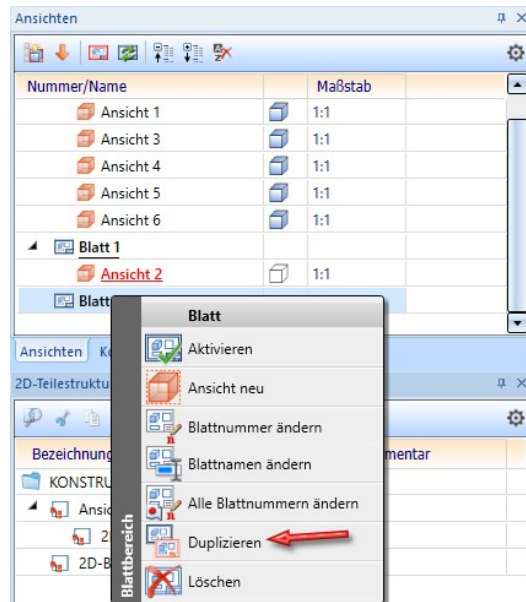 Ansichten
Nummer/Name Maßstab
Ansicht 1 1:1
Ansicht 3 1:1
Ansicht 4 1:1
Ansicht 5 1:1
Ansicht 6 1:1
Blatt 1
Ansicht 2 1:1
Blatt
Blatt
Aktivieren
Ansichten
Ansicht neu
2D-Teilestruktu
Blattnummer ändern
Bezeichnung mentar
Blattnamen ändern
KONSTRU
Alle Blattnummern ändern
Ansic
Duplizieren
2D-B
Löschen
Blattbereich